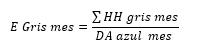 E Gris mes = ∑ HH gris mes / DA azul mes